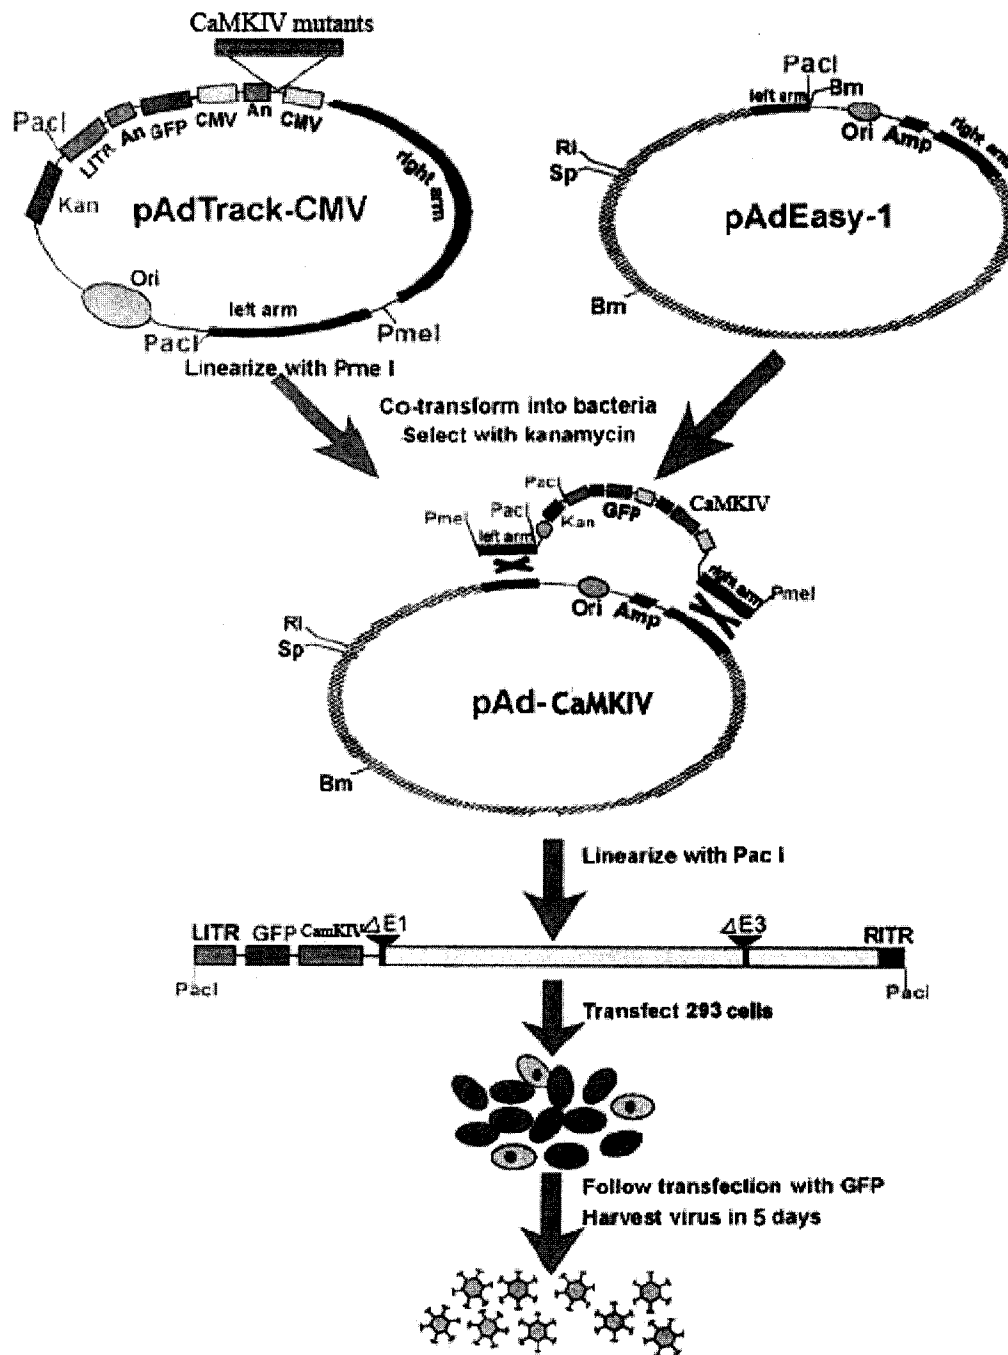 CaMKIV mutants
PacI
LITR
An
GFP
CMV
An
CMV
right arm
Kan
pAdTrack-CMV
Ori
left arm
PacI
PmeI
Linearize with Pme I
PacI
Bm
left arm
Ori
Amp
right arm
RI
Sp
pAdEasy-1
Bm
Co-transform into bacteria
Select with kanamycin
PmeI
left arm
PacI
PacI
Kan
GFP
CaMKIV
right arm
PmeI
Ori
Amp
RI
Sp
pAd-CaMKIV
Bm
Linearize with Pac I
LITR
GFP
CamKIV
△E1
△E3
RITR
PacI
PacI
Transfect 293 cells
Follow transfection with GFP
Harvest virus in 5 days